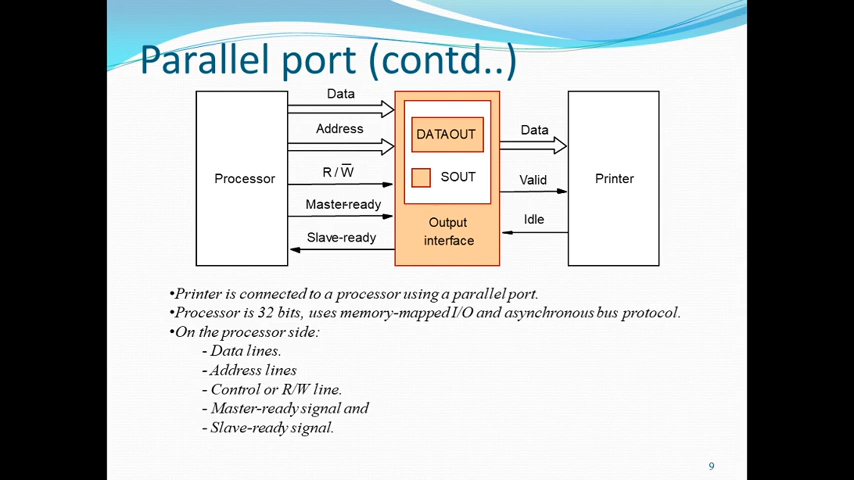 Parallel port (contd..)
Data
Address
R / W̅
Master-ready
Slave-ready
Processor
DATAOUT
SOUT
Output
interface
Data
Valid
Idle
Printer
•Printer is connected to a processor using a parallel port.
•Processor is 32 bits, uses memory-mapped I/O and asynchronous bus protocol.
•On the processor side:
- Data lines.
- Address lines
- Control or R/W line.
- Master-ready signal and
- Slave-ready signal.
9